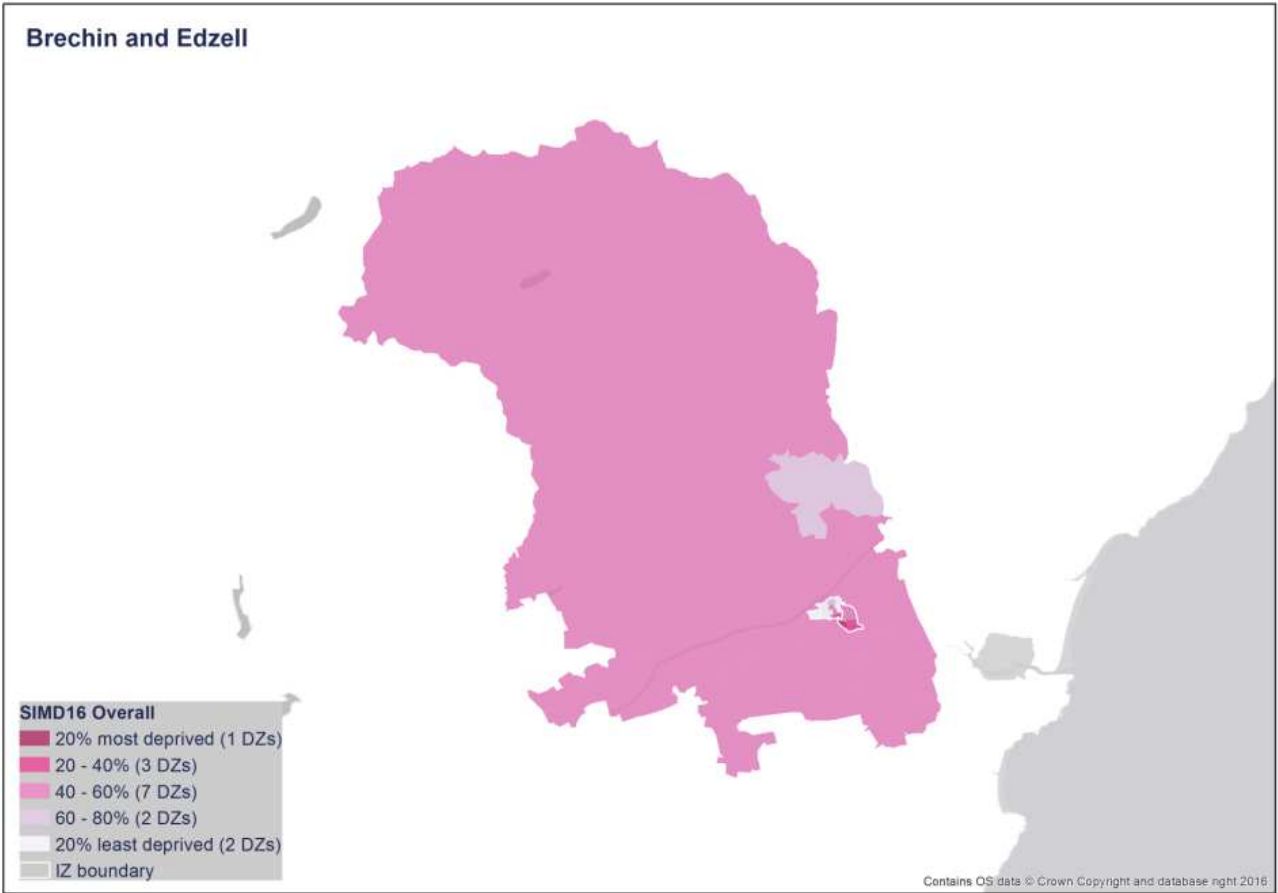 Brechin and Edzell
SIMD16 Overall
20% most deprived (1 DZs)
20 - 40% (3 DZs)
40 - 60% (7 DZs)
60 - 80% (2 DZs)
20% least deprived (2 DZs)
IZ boundary
Contains OS data © Crown Copyright and database right 2016